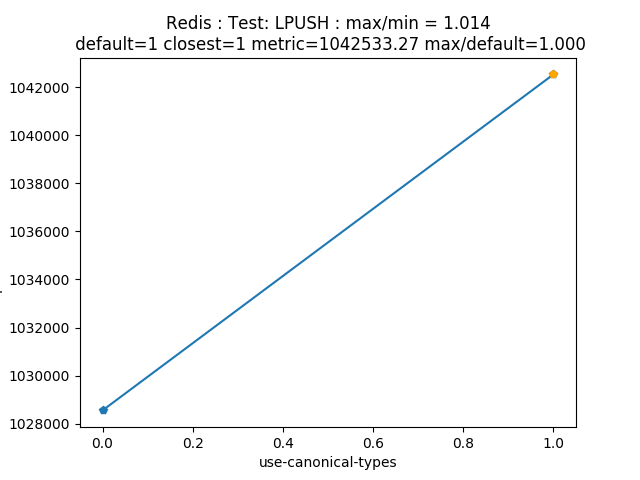 Redis : Test: LPUSH : max/min = 1.014
default=1 closest=1 metric=1042533.27 max/default=1.000
1042000
1040000
1038000
1036000
1034000
1032000
1030000
1028000
0.0 0.2 0.4 0.6 0.8 1.0
use-canonical-types